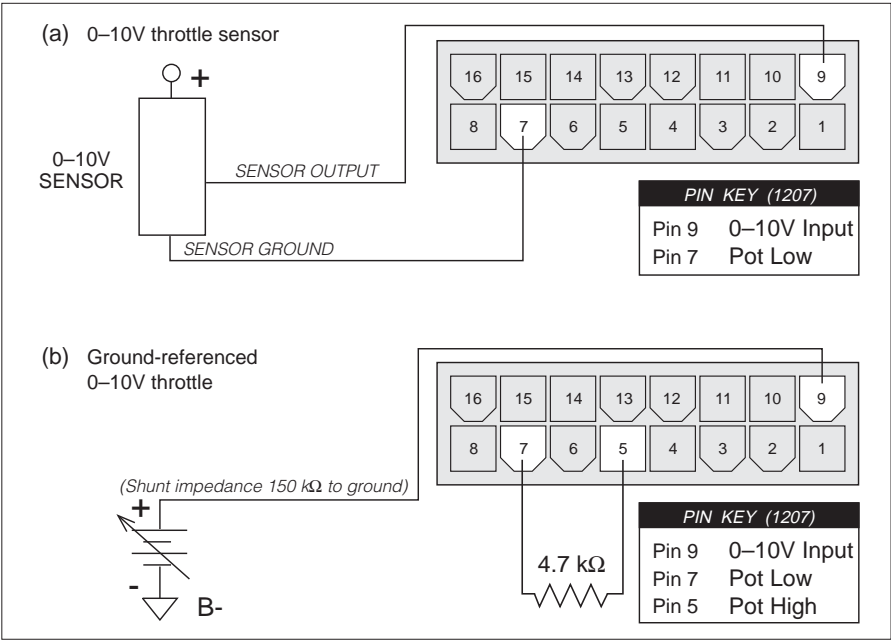 (a) 0–10V throttle sensor
+
0–10V
SENSOR
SENSOR OUTPUT
SENSOR GROUND
16 15 14 13 12 11 10 9
8 7 6 5 4 3 2 1
PIN KEY (1207)
Pin 9 0–10V Input
Pin 7 Pot Low
(b) Ground-referenced
0–10V throttle
(Shunt impedance 150 kΩ to ground)
+
-
B-
16 15 14 13 12 11 10 9
8 7 6 5 4 3 2 1
4.7 kΩ
PIN KEY (1207)
Pin 9 0–10V Input
Pin 7 Pot Low
Pin 5 Pot High